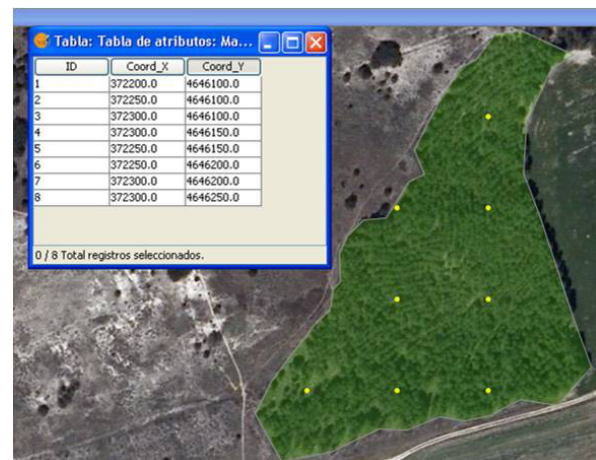 Tabla: Tabla de atributos: Ma...
ID Coord_X Coord_Y
1 372200.0 4646100.0
2 372250.0 4646100.0
3 372300.0 4646100.0
4 372300.0 4646150.0
5 372250.0 4646150.0
6 372250.0 4646200.0
7 372300.0 4646200.0
8 372300.0 4646250.0
0 / 8 Total registros seleccionados.